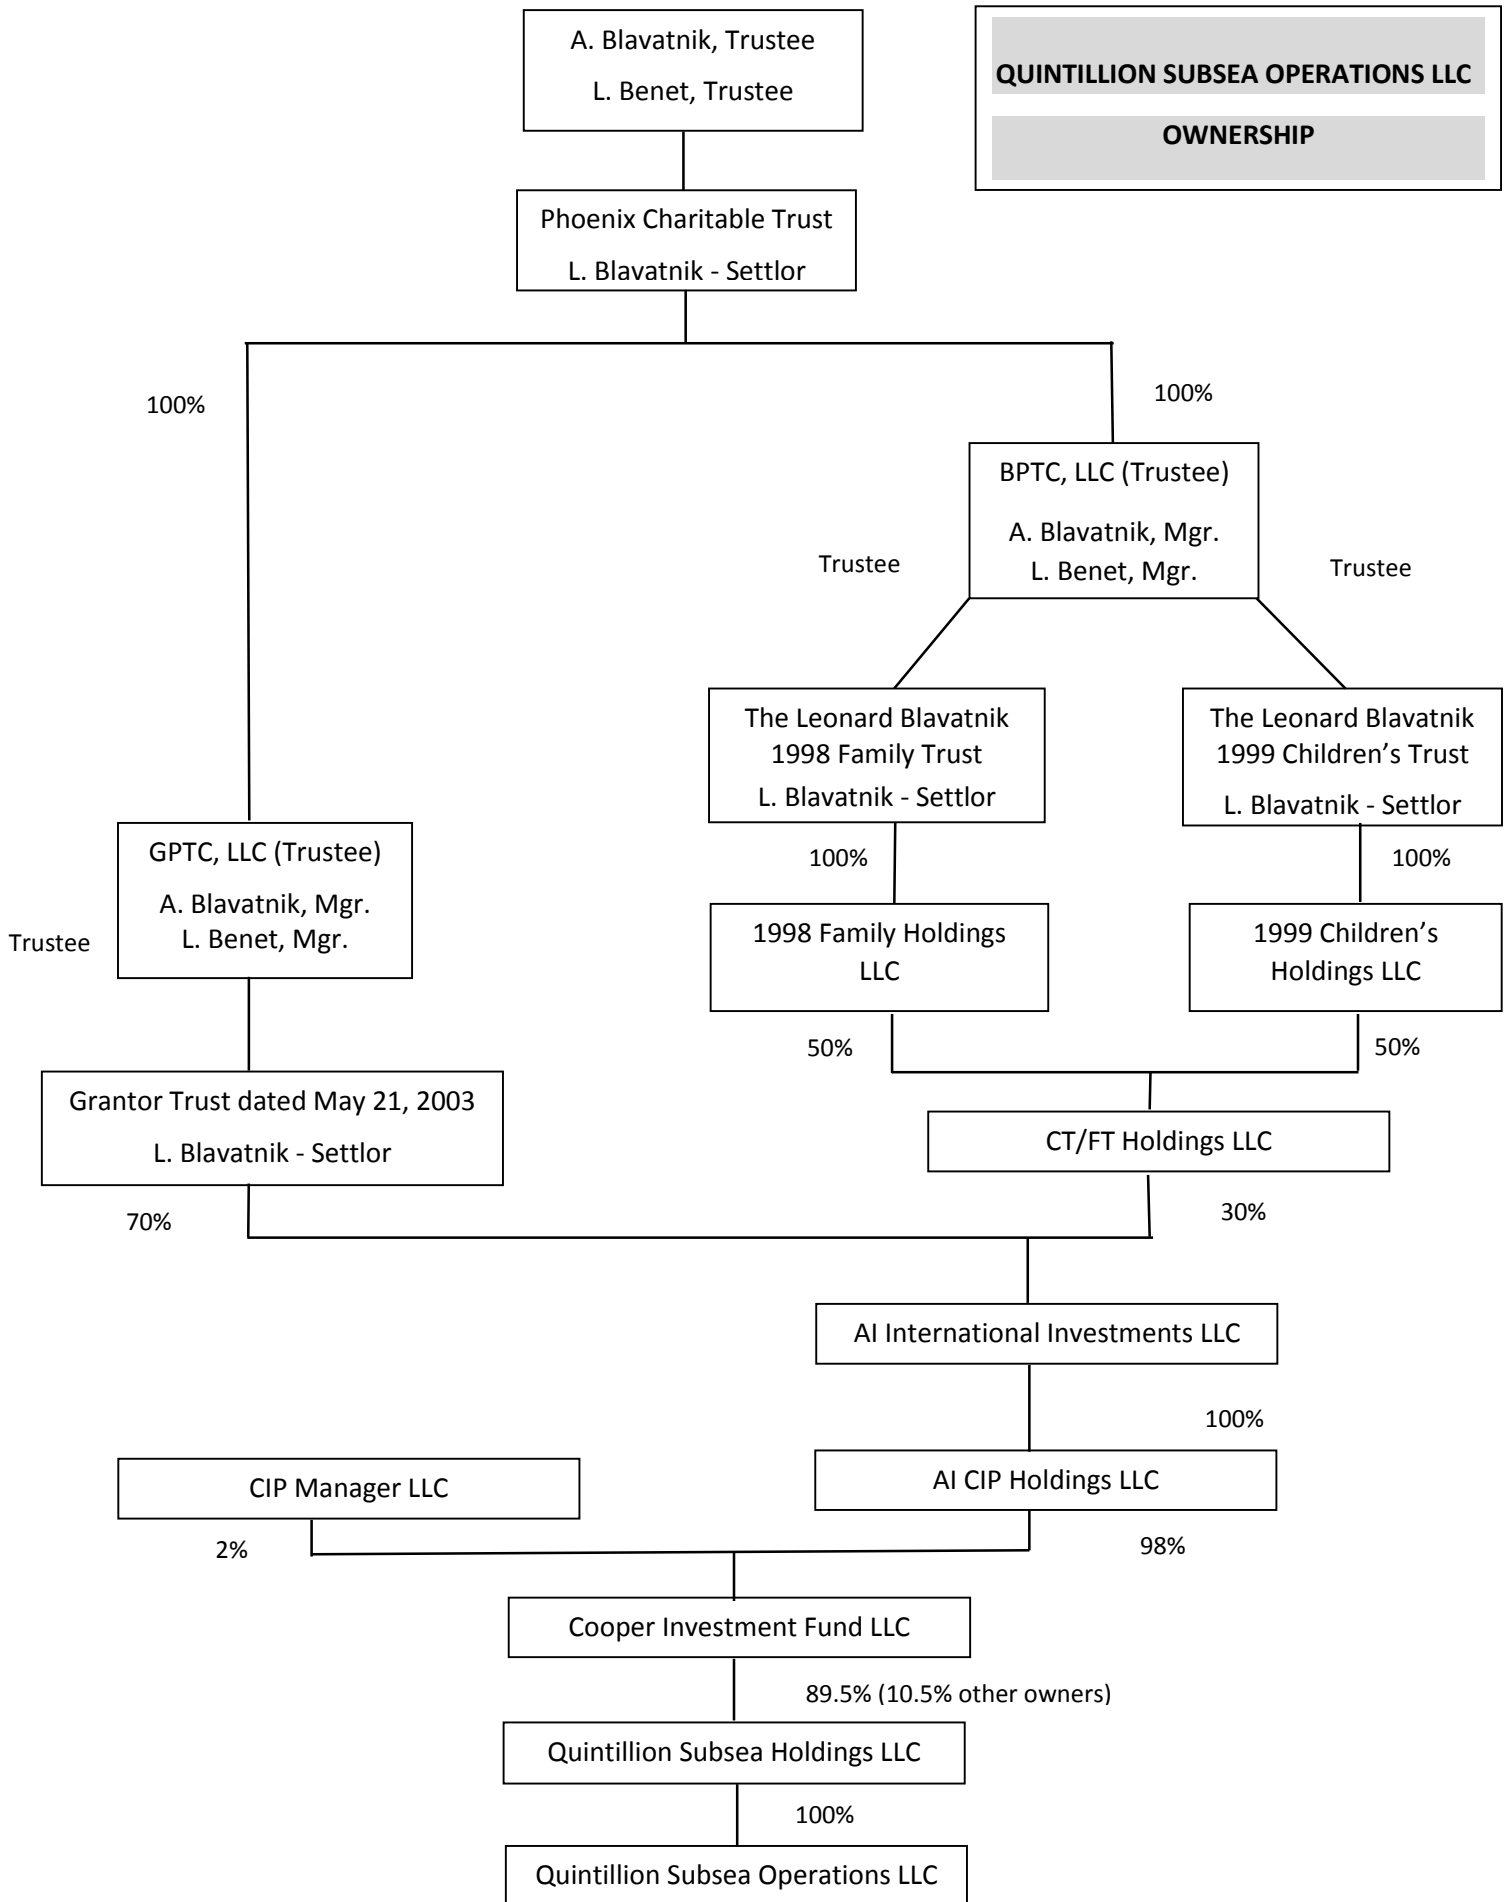 A. Blavatnik, Trustee
L. Benet, Trustee
QUINTILLION SUBSEA OPERATIONS LLC
OWNERSHIP
Phoenix Charitable Trust
L. Blavatnik - Settlor
100%
100%
BPTC, LLC (Trustee)
A. Blavatnik, Mgr.
L. Benet, Mgr.
Trustee
Trustee
The Leonard Blavatnik
1998 Family Trust
L. Blavatnik - Settlor
The Leonard Blavatnik
1999 Children’s Trust
L. Blavatnik - Settlor
GPTC, LLC (Trustee)
A. Blavatnik, Mgr.
L. Benet, Mgr.
Trustee
100%
100%
1998 Family Holdings
LLC
1999 Children’s
Holdings LLC
50%
50%
Grantor Trust dated May 21, 2003
L. Blavatnik - Settlor
CT/FT Holdings LLC
70%
30%
AI International Investments LLC
100%
CIP Manager LLC
AI CIP Holdings LLC
2%
98%
Cooper Investment Fund LLC
89.5% (10.5% other owners)
Quintillion Subsea Holdings LLC
100%
Quintillion Subsea Operations LLC